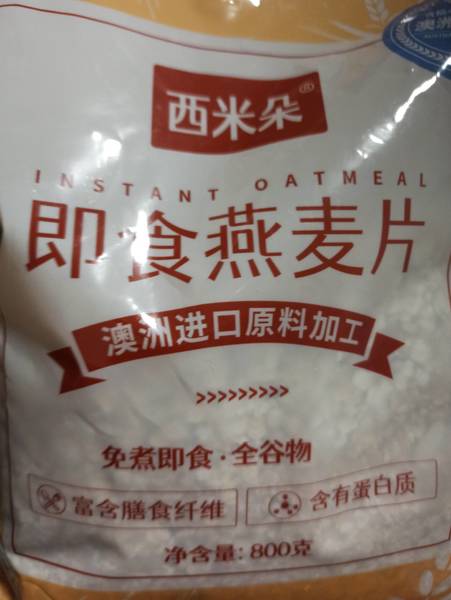 澳洲
西米朵®
INSTANT OATMEAL
即食燕麦片
澳洲进口原料加工
>>>>>>>>>
免煮即食·全谷物
富含膳食纤维
含有蛋白质
净含量: 800克